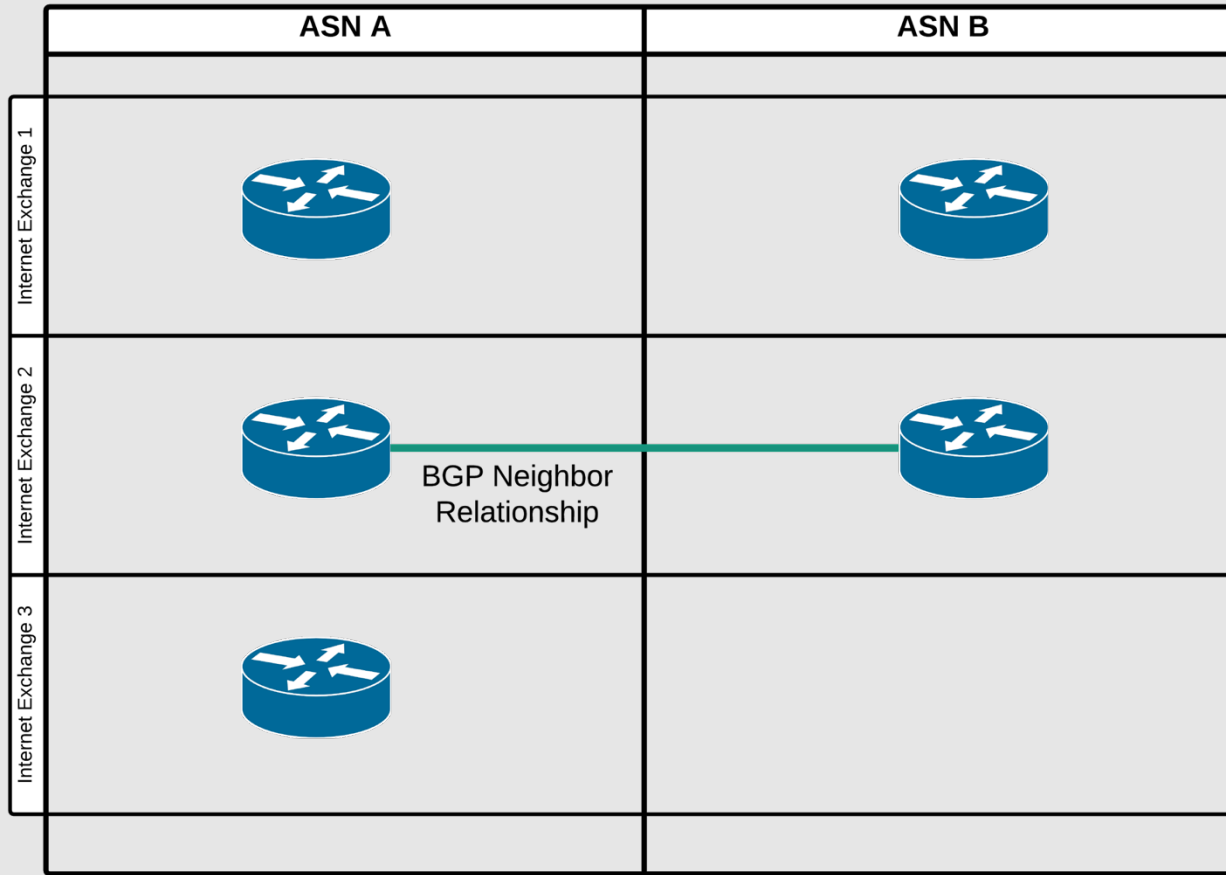 ASN A
ASN B
Internet Exchange 1
Internet Exchange 2
BGP Neighbor
Relationship
Internet Exchange 3